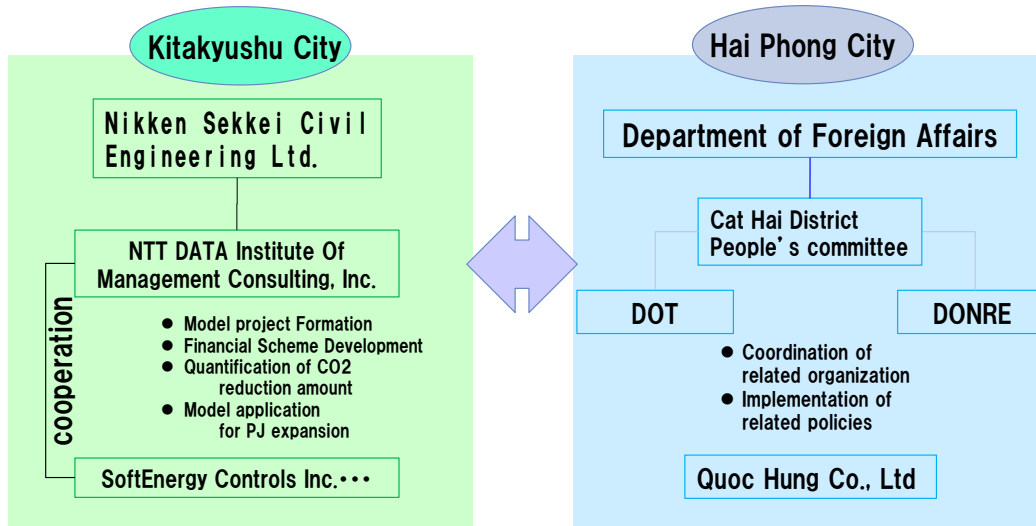 Kitakyushu City
Nikken Sekkei Civil
Engineering Ltd.
NTT DATA Institute Of
Management Consulting, Inc.
cooperation
● Model project Formation
● Financial Scheme Development
● Quantification of CO2
reduction amount
● Model application
for PJ expansion
SoftEnergy Controls Inc.･･･
Hai Phong City
Department of Foreign Affairs
Cat Hai District
People’s committee
DOT
DONRE
● Coordination of
related organization
● Implementation of
related policies
Quoc Hung Co., Ltd